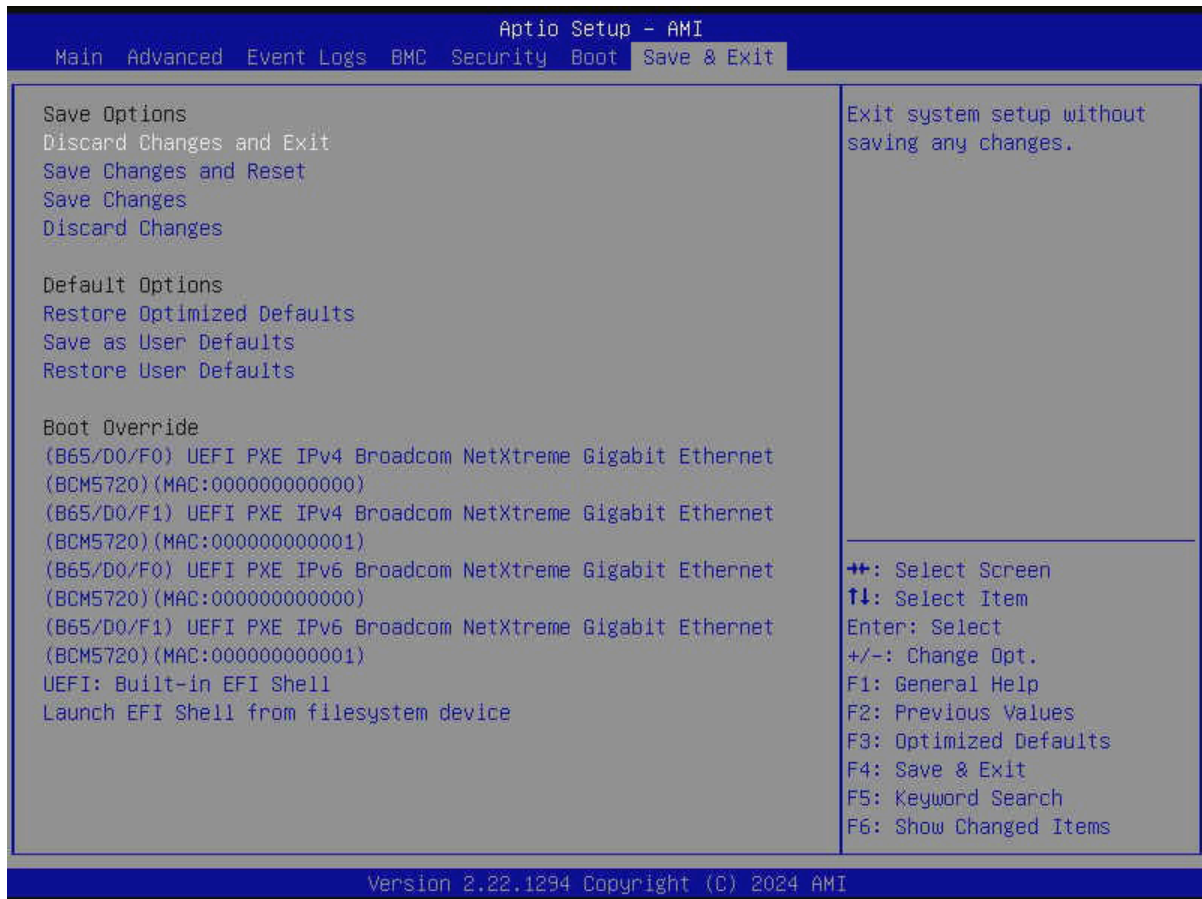 Aptio Setup – AMI
Main Advanced Event Logs BMC Security Boot Save & Exit
Save Options
Discard Changes and Exit
Save Changes and Reset
Save Changes
Discard Changes
Default Options
Restore Optimized Defaults
Save as User Defaults
Restore User Defaults
Boot Override
(B65/D0/F0) UEFI PXE IPv4 Broadcom NetXtreme Gigabit Ethernet
(BCM5720)(MAC:000000000000)
(B65/D0/F1) UEFI PXE IPv4 Broadcom NetXtreme Gigabit Ethernet
(BCM5720)(MAC:000000000001)
(B65/D0/F0) UEFI PXE IPv6 Broadcom NetXtreme Gigabit Ethernet
(BCM5720)(MAC:000000000000)
(B65/D0/F1) UEFI PXE IPv6 Broadcom NetXtreme Gigabit Ethernet
(BCM5720)(MAC:000000000001)
UEFI: Built-in EFI Shell
Launch EFI Shell from filesystem device
Exit system setup without
saving any changes.
→←: Select Screen
↑↓: Select Item
Enter: Select
+/-: Change Opt.
F1: General Help
F2: Previous Values
F3: Optimized Defaults
F4: Save & Exit
F5: Keyword Search
F6: Show Changed Items
Version 2.22.1294 Copyright (C) 2024 AMI